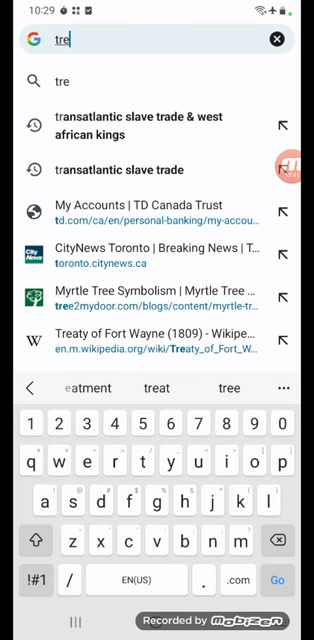 10:29
tre
tre
transatlantic slave trade & west
african kings
transatlantic slave trade
My Accounts | TD Canada Trust
td.com/ca/en/personal-banking/my-accou...
City
News
CityNews Toronto | Breaking News | T...
toronto.citynews.ca
Myrtle Tree Symbolism | Myrtle Tree ...
tree2mydoor.com/blogs/content/myrtle-tr...
W
Treaty of Fort Wayne (1809) - Wikipe...
en.m.wikipedia.org/wiki/Treaty_of_Fort_W...
eatment treat tree ...
1 2 3 4 5 6 7 8 9 0
q w e r t y u i o p
a s d f g h j k l
z x c v b n m
!#1 / EN(US) . .com Go
Recorded by mobizen